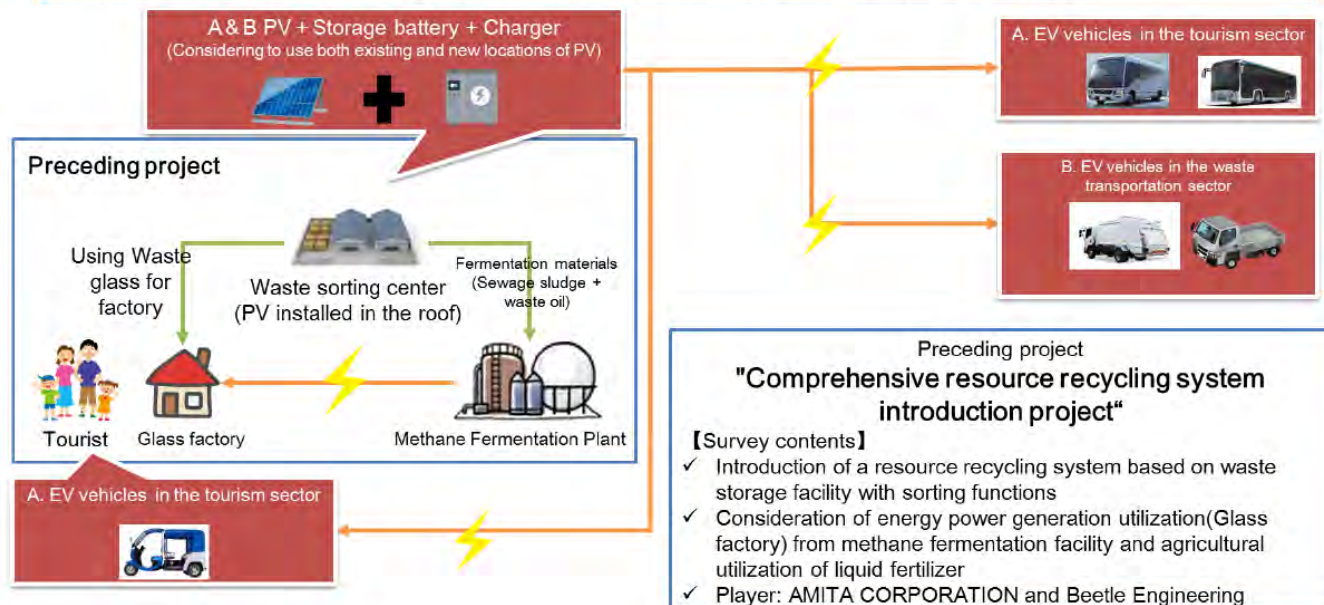 A & B PV + Storage battery + Charger
(Considering to use both existing and new locations of PV)
A. EV vehicles in the tourism sector
B. EV vehicles in the waste
transportation sector
Preceding project
Using Waste
glass for
factory
Waste sorting center
(PV installed in the roof)
Fermentation materials
(Sewage sludge +
waste oil)
Tourist
Glass factory
Methane Fermentation Plant
A. EV vehicles in the tourism sector
Preceding project
"Comprehensive resource recycling system
introduction project“
【Survey contents】
✓ Introduction of a resource recycling system based on waste
storage facility with sorting functions
✓ Consideration of energy power generation utilization(Glass
factory) from methane fermentation facility and agricultural
utilization of liquid fertilizer
✓ Player: AMITA CORPORATION and Beetle Engineering